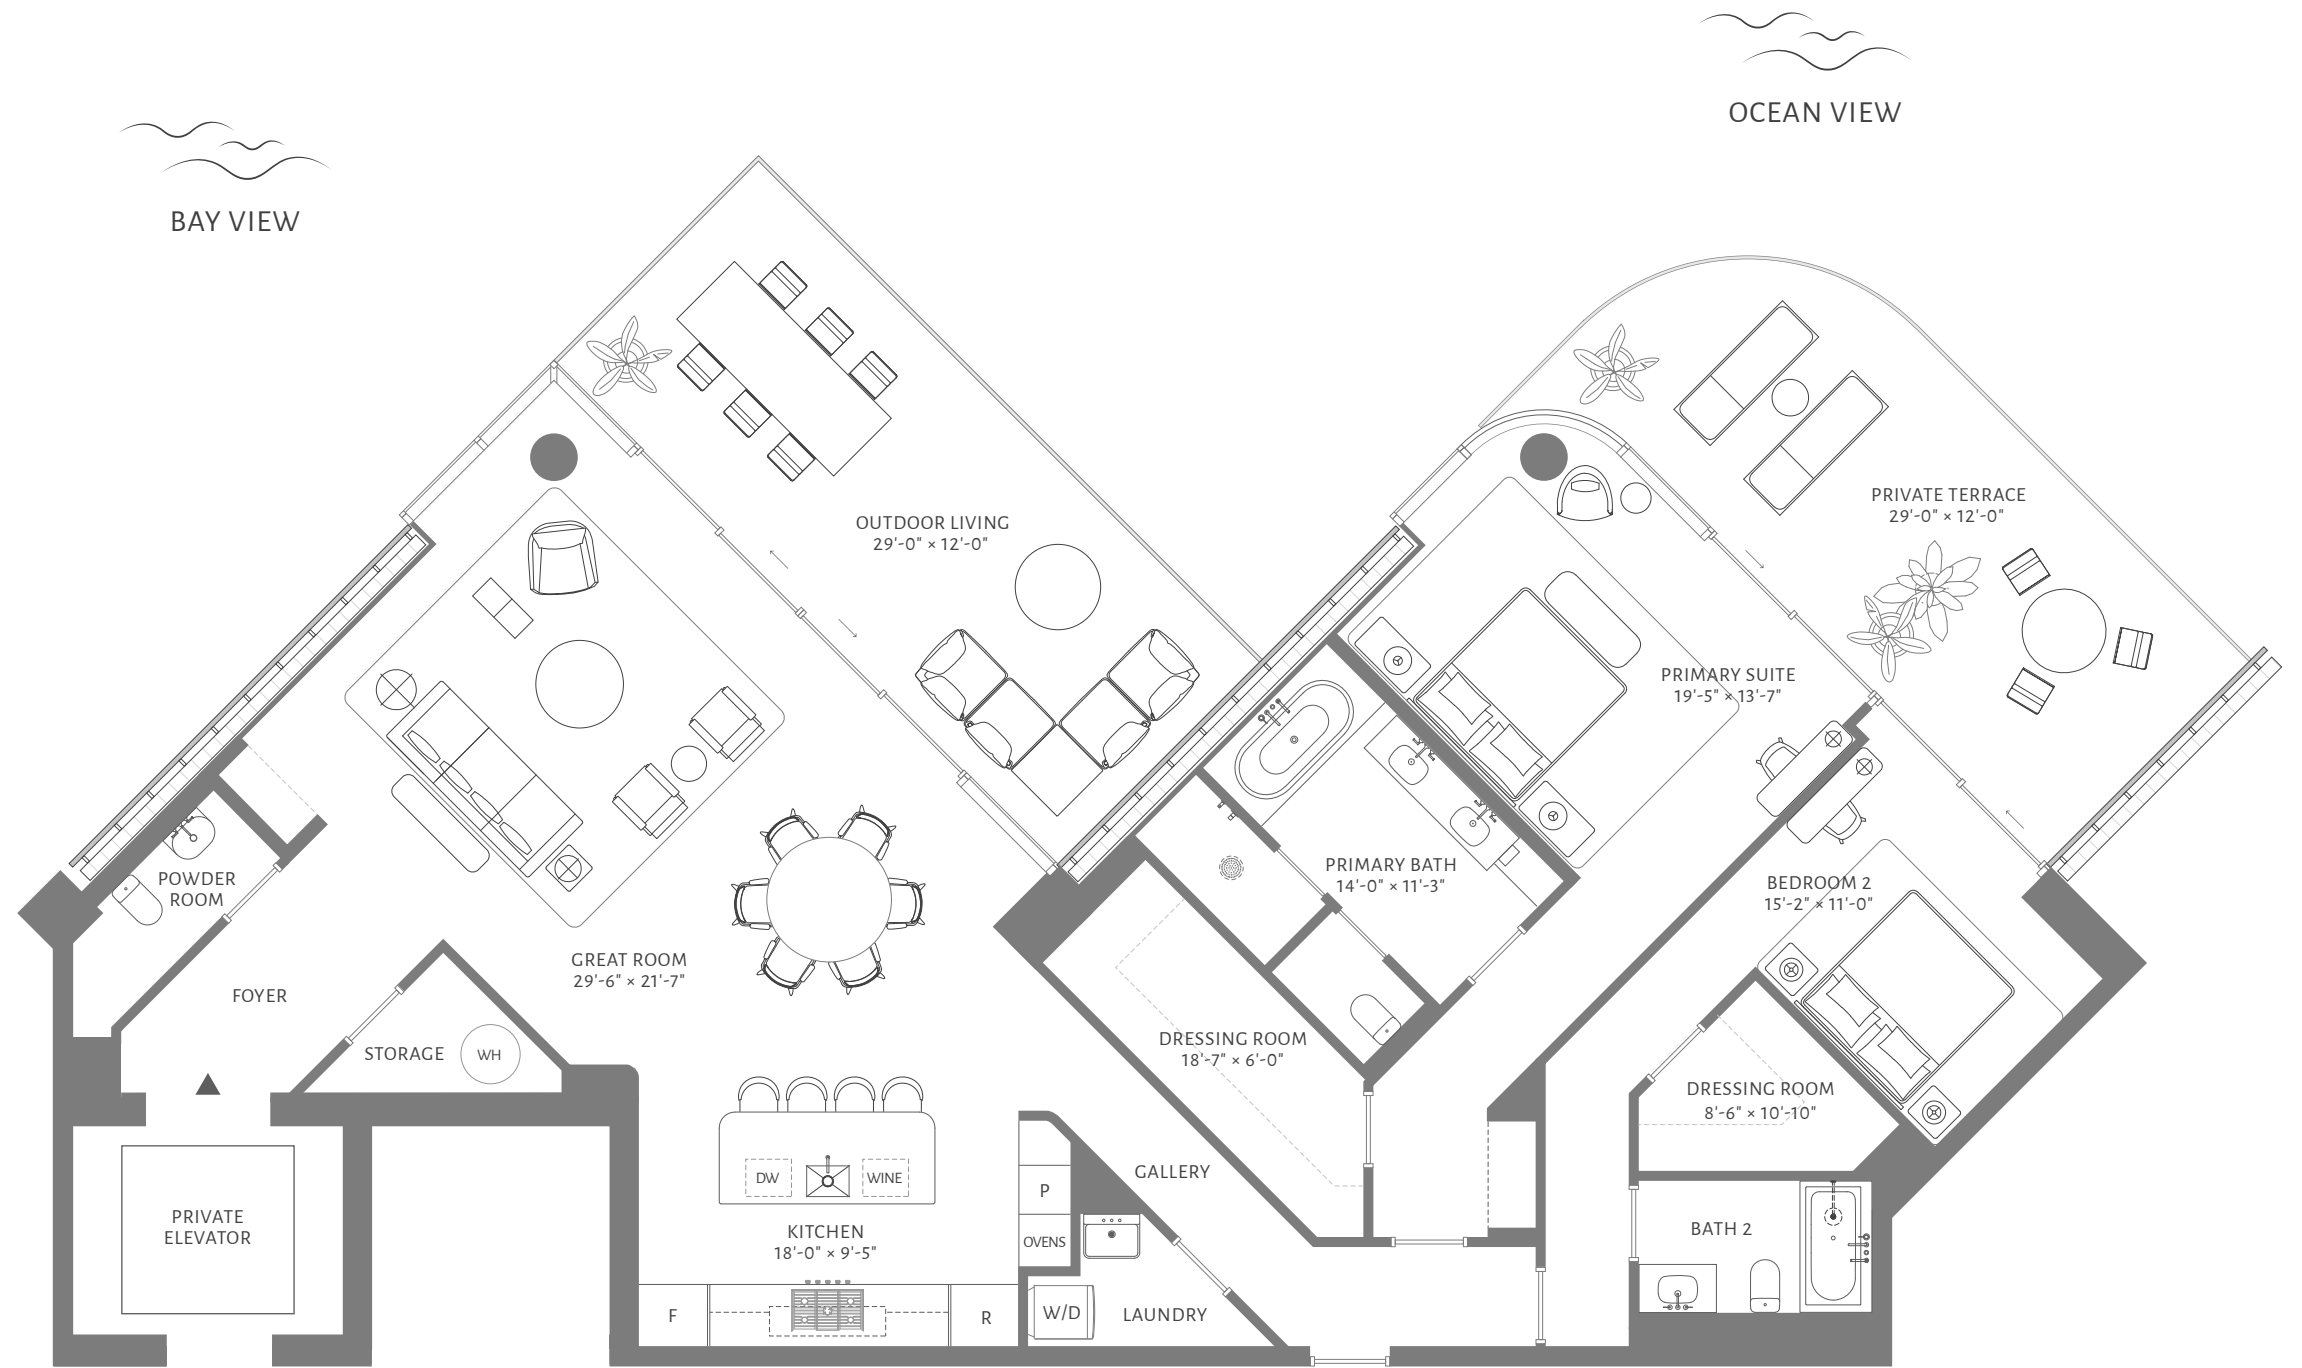 OCEAN VIEW
BAY VIEW
OUTDOOR LIVING
29'-0" × 12'-0"
PRIVATE TERRACE
29'-0" × 12'-0"
PRIMARY SUITE
19'-5" × 13'-7"
POWDER
ROOM
PRIMARY BATH
14'-0" × 11'-3"
BEDROOM 2
15'-2" × 11'-0"
GREAT ROOM
29'-6" × 21'-7"
FOYER
STORAGE
WH
DRESSING ROOM
18'-7" × 6'-0"
DRESSING ROOM
8'-6" × 10'-10"
GALLERY
DW
WINE
P
PRIVATE
ELEVATOR
KITCHEN
18'-0" × 9'-5"
OVENS
BATH 2
F
R
W/D
LAUNDRY